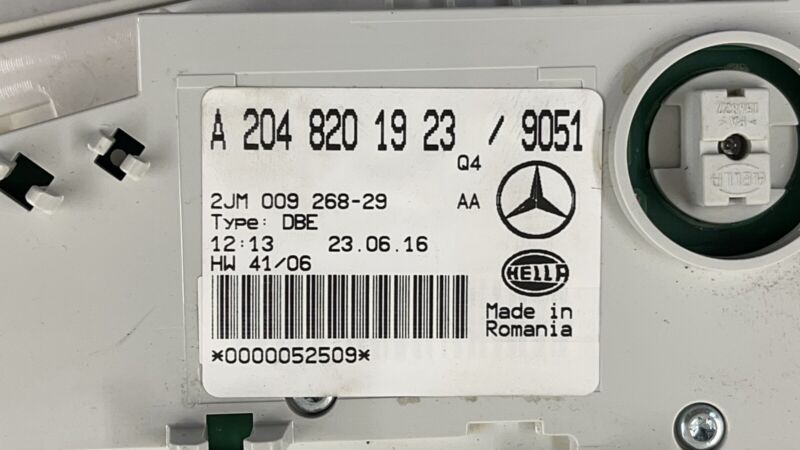 A 204 820 19 23 / 9051
Q4
2JM 009 268-29 AA
Type: DBE
12:13 23.06.16
HW 41/06
HELLA
Made in
Romania
*0000052509*
HELLA